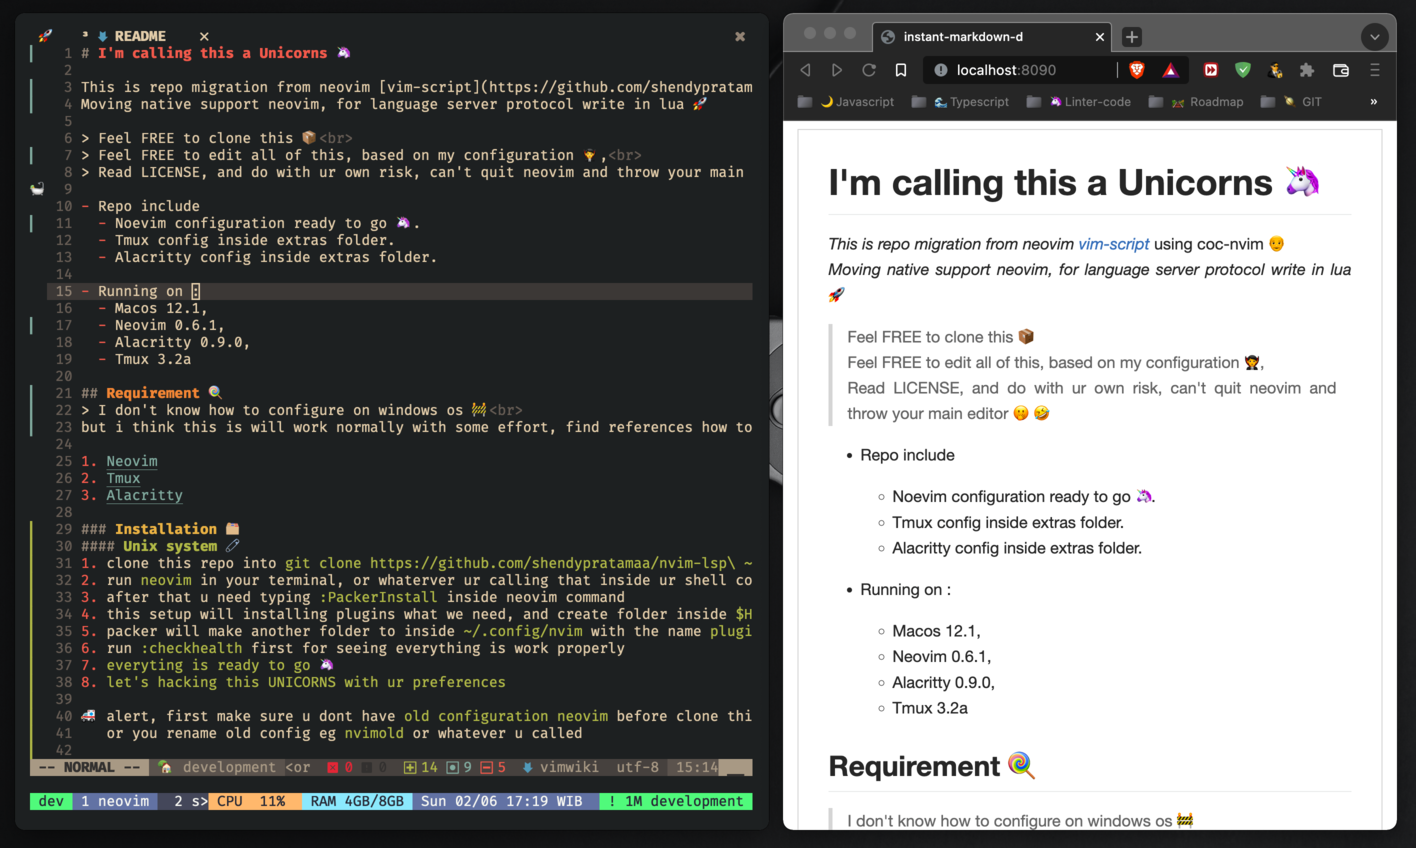 ³ README ✕ ✖
1 # I'm calling this a Unicorns 🦄
2
3 This is repo migration from neovim [vim-script](https://github.com/shendypratam
4 Moving native support neovim, for language server protocol write in lua 🚀
5
6 > Feel FREE to clone this 📦<br>
7 > Feel FREE to edit all of this, based on my configuration 🧝,<br>
8 > Read LICENSE, and do with ur own risk, can't quit neovim and throw your main
9
10 - Repo include
11 - Noevim configuration ready to go 🦄.
12 - Tmux config inside extras folder.
13 - Alacritty config inside extras folder.
14
15 - Running on :
16 - Macos 12.1,
17 - Neovim 0.6.1,
18 - Alacritty 0.9.0,
19 - Tmux 3.2a
20
21 ## Requirement 🍭
22 > I don't know how to configure on windows os 🚧<br>
23 but i think this is will work normally with some effort, find references how to
24
25 1. Neovim
26 2. Tmux
27 3. Alacritty
28
29 ### Installation 🗂
30 #### Unix system 🖊
31 1. clone this repo into git clone https://github.com/shendypratamaa/nvim-lsp\ ~
32 2. run neovim in your terminal, or whaterver ur calling that inside ur shell co
33 3. after that u need typing :PackerInstall inside neovim command
34 4. this setup will installing plugins what we need, and create folder inside $H
35 5. packer will make another folder to inside ~/.config/nvim with the name plugi
36 6. run :checkhealth first for seeing everything is work properly
37 7. everyting is ready to go 🦄
38 8. let's hacking this UNICORNS with ur preferences
39
40 🚑 alert, first make sure u dont have old configuration neovim before clone thi
41 or you rename old config eg nvimold or whatever u called
42
-- NORMAL -- development <or 0 0 14 9 5 vimwiki utf-8 15:14
dev 1 neovim 2 s> CPU 11% RAM 4GB/8GB Sun 02/06 17:19 WIB ! 1M development
instant-markdown-d
localhost:8090
Javascript Typescript Linter-code Roadmap GIT »
I'm calling this a Unicorns 🦄
This is repo migration from neovim vim-script using coc-nvim 👴
Moving native support neovim, for language server protocol write in lua
🚀
Feel FREE to clone this 📦
Feel FREE to edit all of this, based on my configuration 🧝,
Read LICENSE, and do with ur own risk, can't quit neovim and
throw your main editor 🤭 🤣
• Repo include
◦ Noevim configuration ready to go 🦄.
◦ Tmux config inside extras folder.
◦ Alacritty config inside extras folder.
• Running on :
◦ Macos 12.1,
◦ Neovim 0.6.1,
◦ Alacritty 0.9.0,
◦ Tmux 3.2a
Requirement 🍭
I don't know how to configure on windows os 🚧